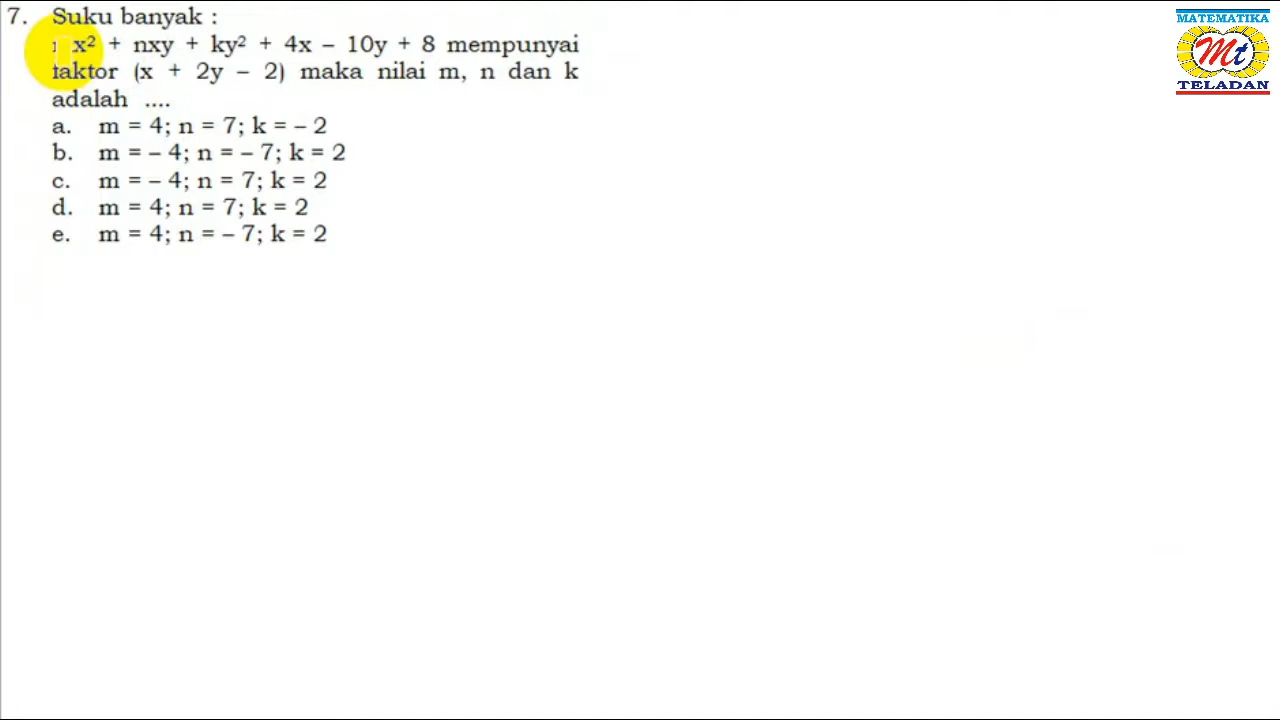 7. Suku banyak :
x² + nxy + ky² + 4x – 10y + 8 mempunyai
faktor (x + 2y – 2) maka nilai m, n dan k
adalah ....
a. m = 4; n = 7; k = – 2
b. m = – 4; n = – 7; k = 2
c. m = – 4; n = 7; k = 2
d. m = 4; n = 7; k = 2
e. m = 4; n = – 7; k = 2
MATEMATIKA
Mt
TELADAN